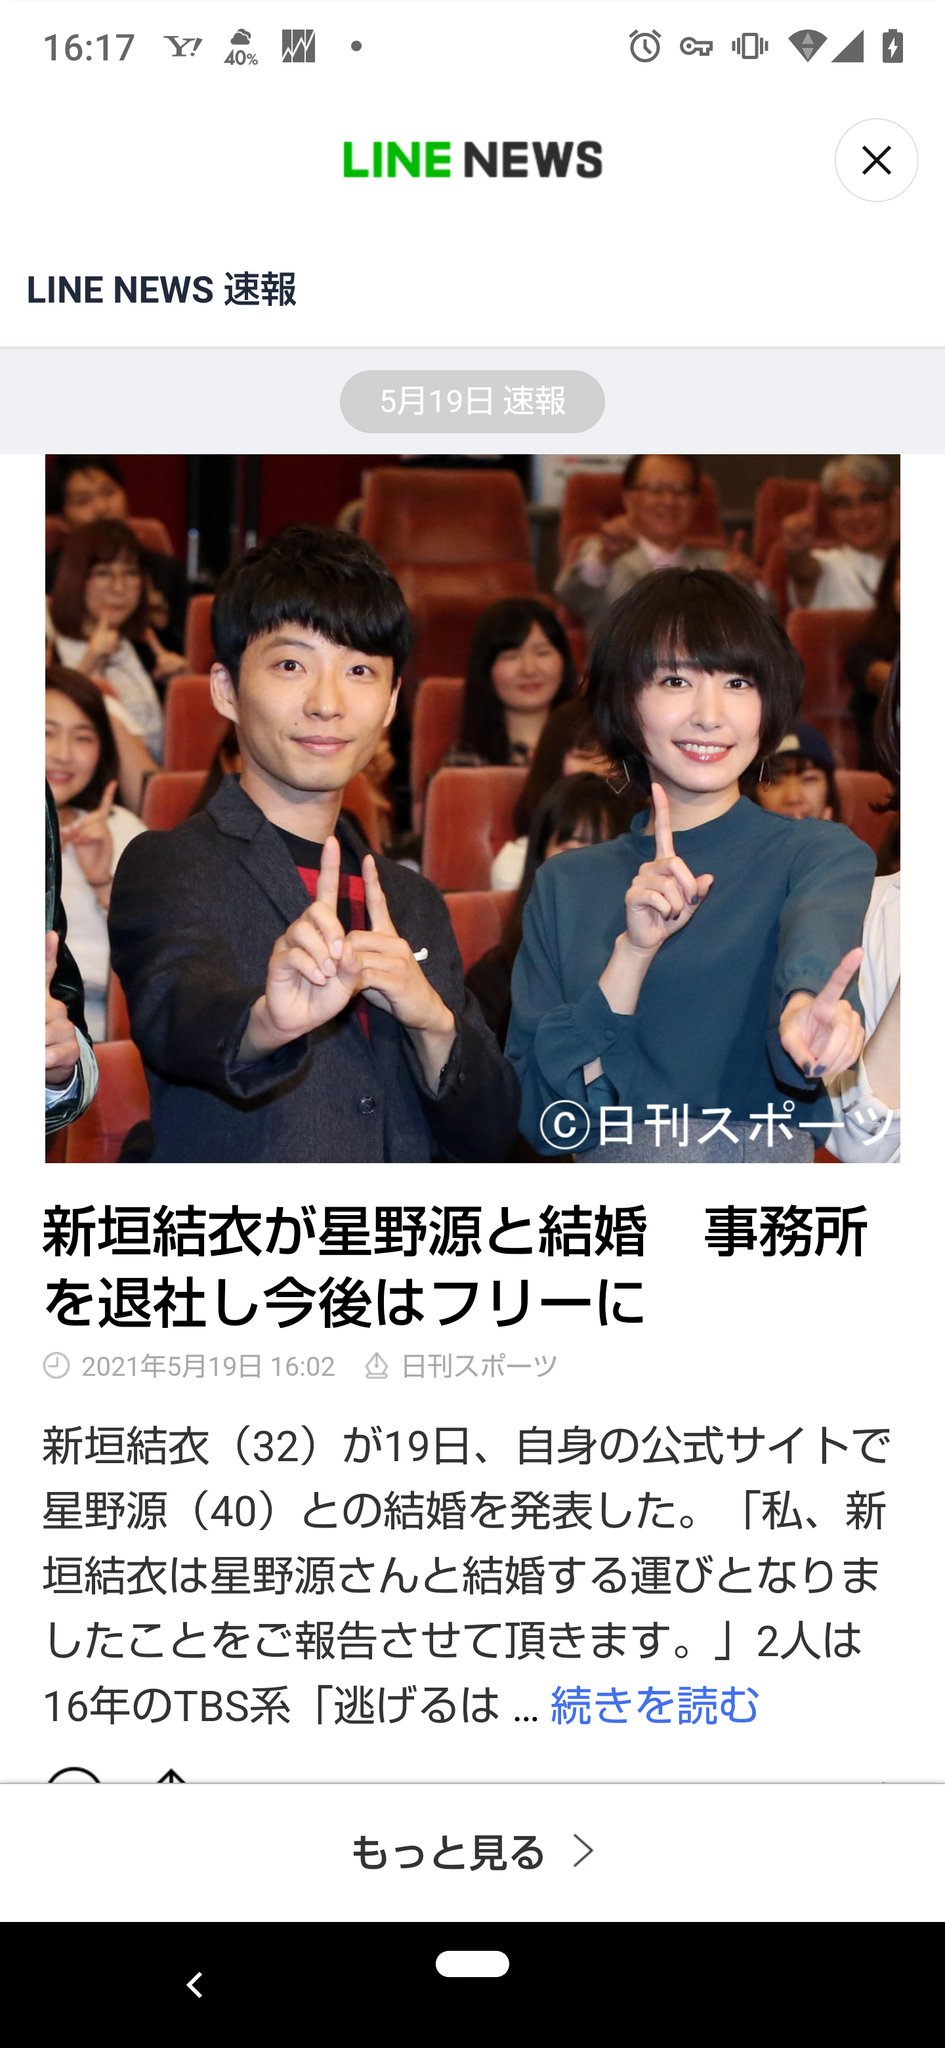 16:17 Y! 40%
LINE NEWS
LINE NEWS 速報
5月19日 速報
©日刊スポーツ
新垣結衣が星野源と結婚　事務所
を退社し今後はフリーに
2021年5月19日 16:02 日刊スポーツ
新垣結衣（32）が19日、自身の公式サイトで
星野源（40）との結婚を発表した。「私、新
垣結衣は星野源さんと結婚する運びとなりま
したことをご報告させて頂きます。」2人は
16年のTBS系「逃げるは ... 続きを読む
もっと見る